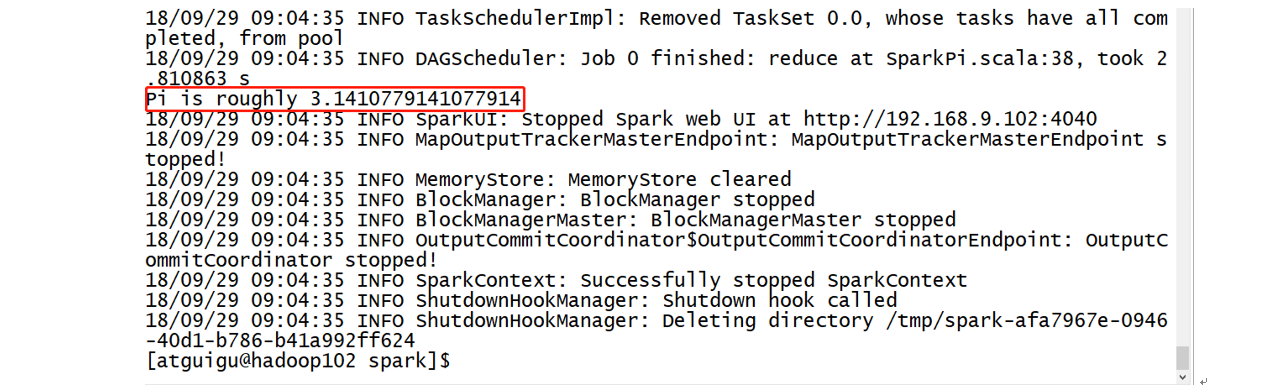 18/09/29 09:04:35 INFO TaskSchedulerImpl: Removed TaskSet 0.0, whose tasks have all com
pleted, from pool
18/09/29 09:04:35 INFO DAGScheduler: Job 0 finished: reduce at SparkPi.scala:38, took 2
.810863 s
Pi is roughly 3.1410779141077914
18/09/29 09:04:35 INFO SparkUI: Stopped Spark web UI at http://192.168.9.102:4040
18/09/29 09:04:35 INFO MapOutputTrackerMasterEndpoint: MapOutputTrackerMasterEndpoint s
topped!
18/09/29 09:04:35 INFO MemoryStore: MemoryStore cleared
18/09/29 09:04:35 INFO BlockManager: BlockManager stopped
18/09/29 09:04:35 INFO BlockManagerMaster: BlockManagerMaster stopped
18/09/29 09:04:35 INFO OutputCommitCoordinator$OutputCommitCoordinatorEndpoint: OutputC
ommitCoordinator stopped!
18/09/29 09:04:35 INFO SparkContext: Successfully stopped SparkContext
18/09/29 09:04:35 INFO ShutdownHookManager: Shutdown hook called
18/09/29 09:04:35 INFO ShutdownHookManager: Deleting directory /tmp/spark-afa7967e-0946
-40d1-b786-b41a992ff624
[atguigu@hadoop102 spark]$